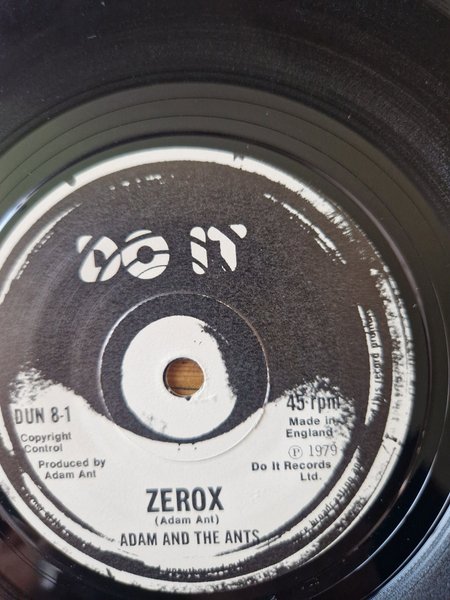 DO IT
DUN 8-1
Copyright
Control
Produced by
Adam Ant
45 rpm
Made in
England
Ⓟ 1979
Do It Records
Ltd.
ZEROX
(Adam Ant)
ADAM AND THE ANTS
record